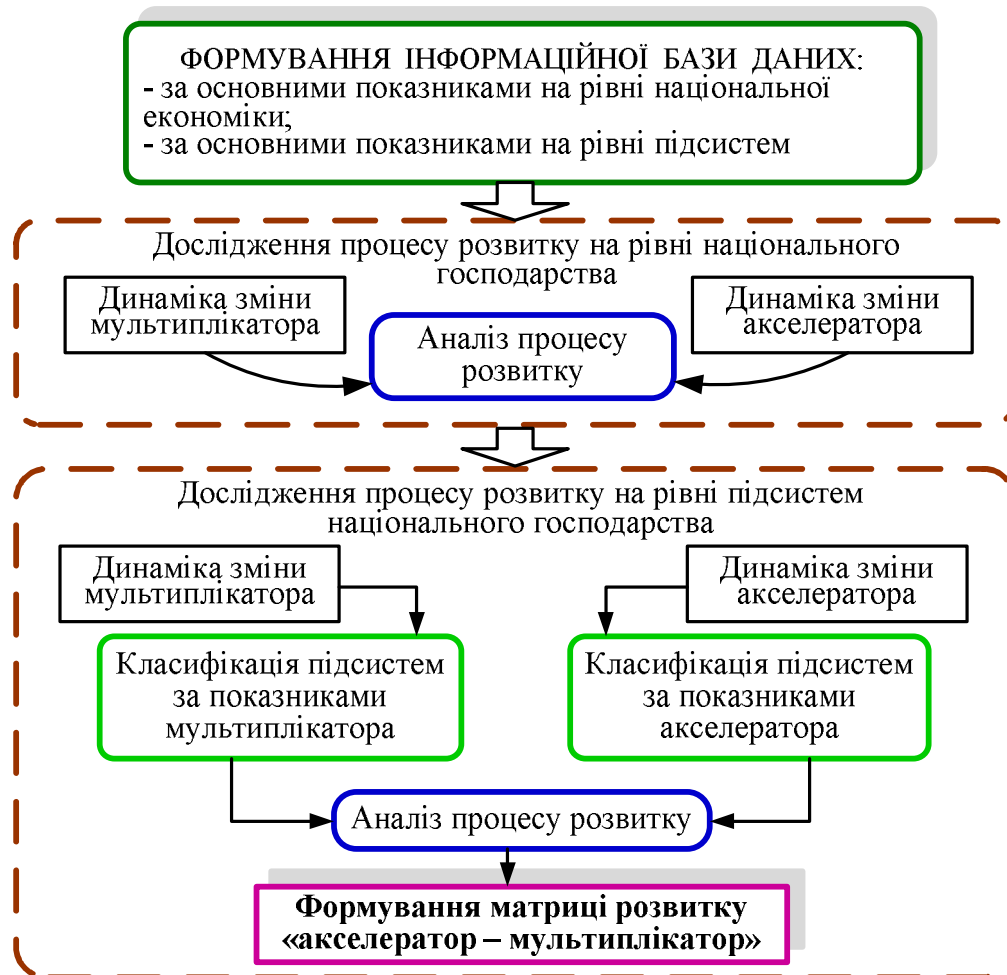 ФОРМУВАННЯ ІНФОРМАЦІЙНОЇ БАЗИ ДАНИХ:
- за основними показниками на рівні національної
економіки;
- за основними показниками на рівні підсистем
Дослідження процесу розвитку на рівні національного
господарства
Динаміка зміни
мультиплікатора
Аналіз процесу
розвитку
Динаміка зміни
акселератора
Дослідження процесу розвитку на рівні підсистем
національного господарства
Динаміка зміни
мультиплікатора
Динаміка зміни
акселератора
Класифікація підсистем
за показниками
мультиплікатора
Класифікація підсистем
за показниками
акселератора
Аналіз процесу розвитку
Формування матриці розвитку
«акселератор – мультиплікатор»